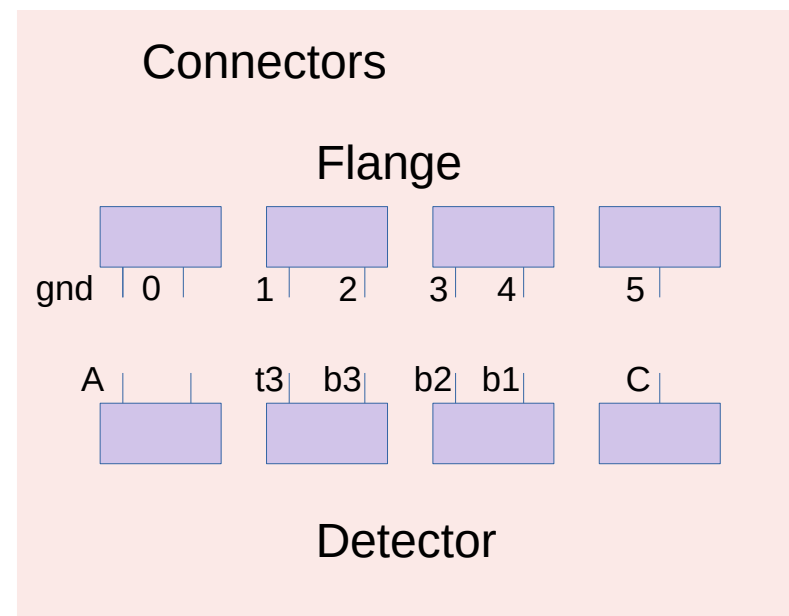 Connectors
Flange
gnd 0 1 2 3 4 5
A t3 b3 b2 b1 C
Detector